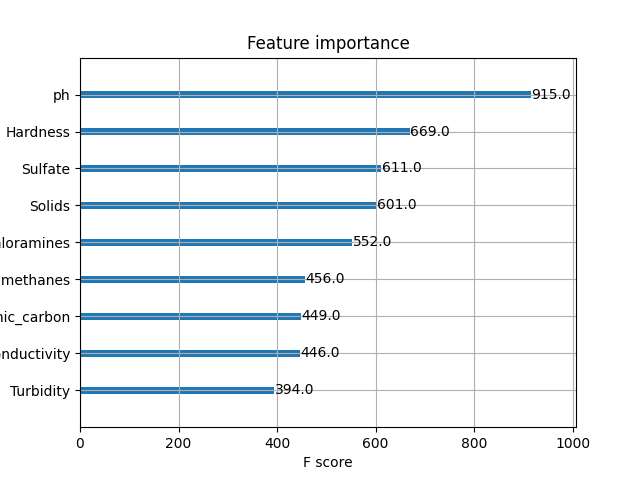 Feature importance
ph 915.0
Hardness 669.0
Sulfate 611.0
Solids 601.0
loramines 552.0
methanes 456.0
nic_carbon 449.0
nductivity 446.0
Turbidity 394.0
0 200 400 600 800 1000
F score